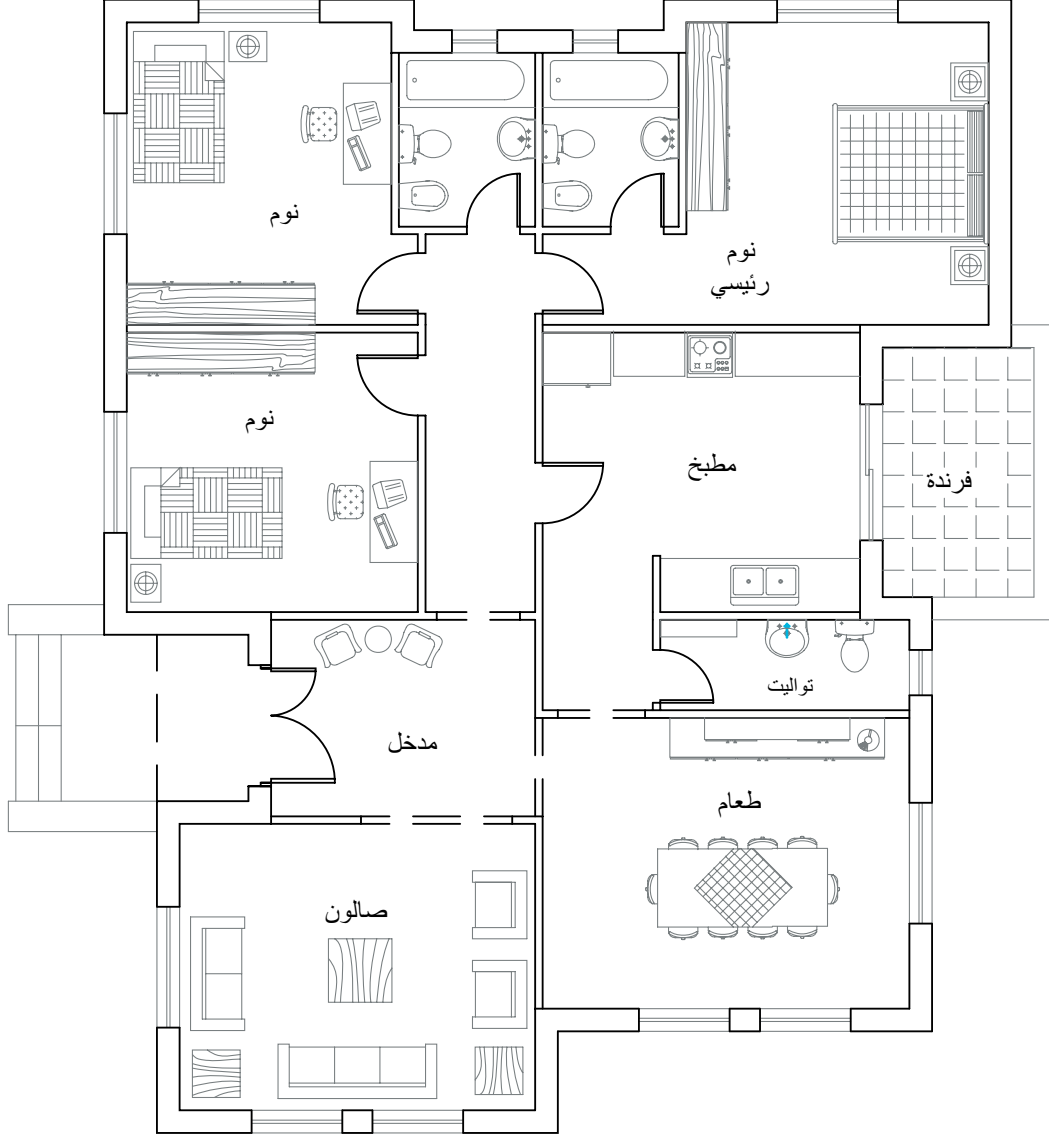 نوم
نوم
رئيسي
نوم
مطبخ
فرندة
تواليت
مدخل
طعام
صالون